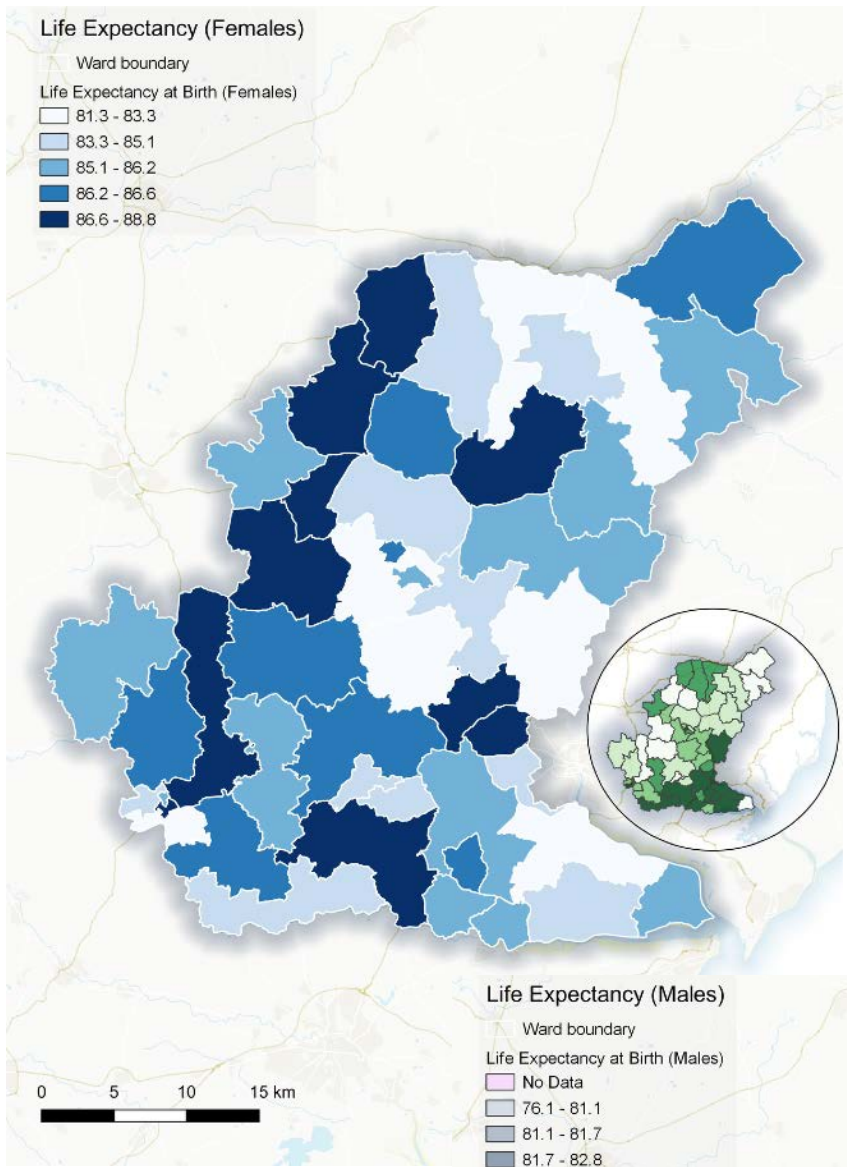 Life Expectancy (Females)
Ward boundary
Life Expectancy at Birth (Females)
81.3 - 83.3
83.3 - 85.1
85.1 - 86.2
86.2 - 86.6
86.6 - 88.8
Life Expectancy (Males)
Ward boundary
Life Expectancy at Birth (Males)
No Data
76.1 - 81.1
81.1 - 81.7
81.7 - 82.8
0 5 10 15 km